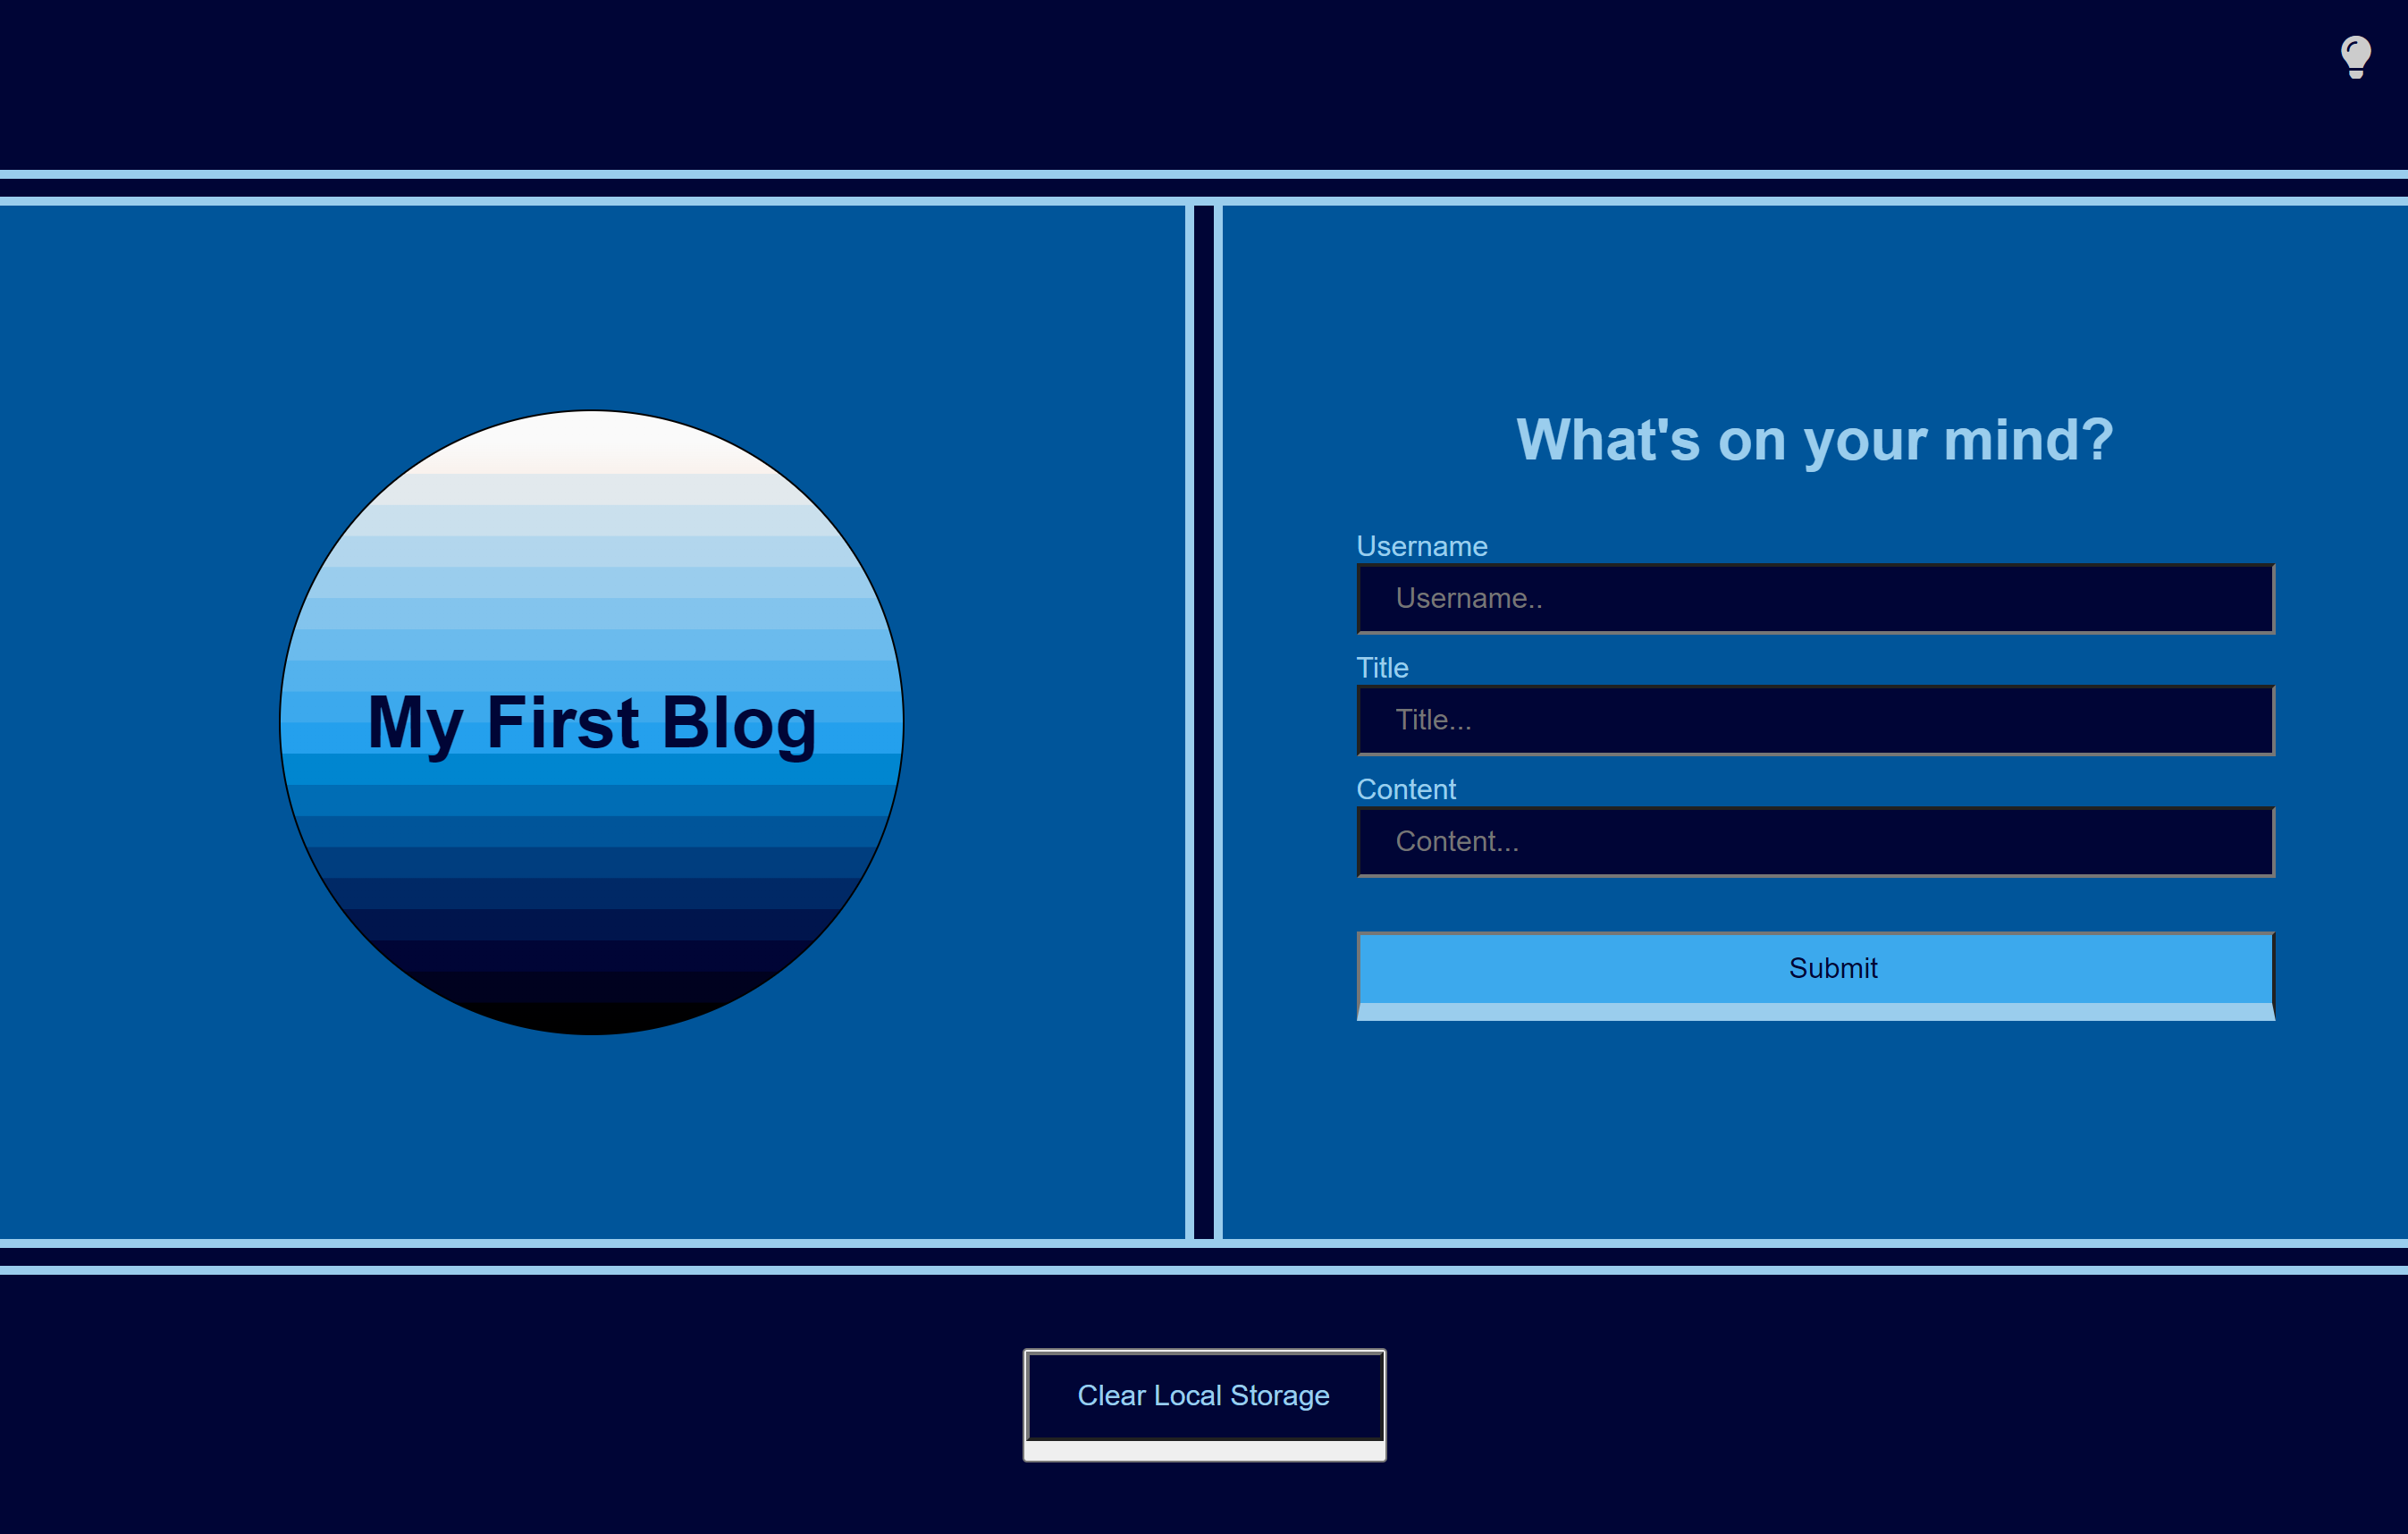 My First Blog
What's on your mind?
Username
Username..
Title
Title...
Content
Content...
Submit
Clear Local Storage